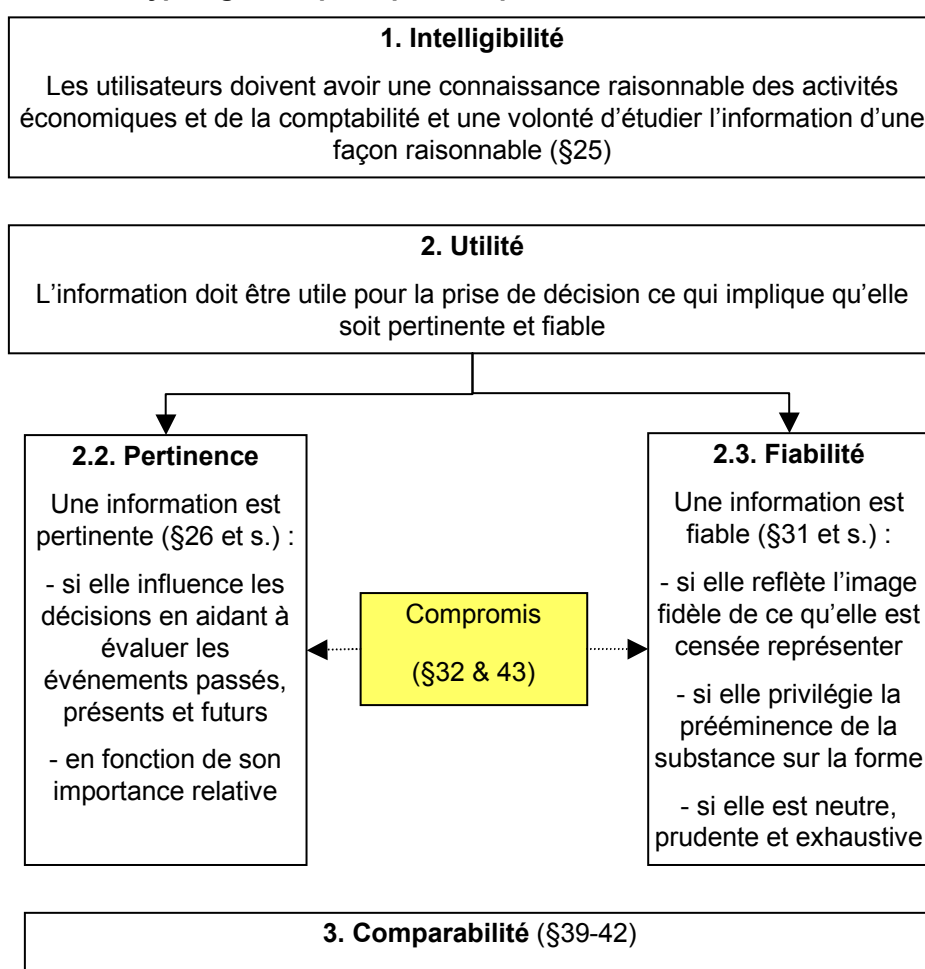 1. Intelligibilité
Les utilisateurs doivent avoir une connaissance raisonnable des activités
économiques et de la comptabilité et une volonté d’étudier l’information d’une
façon raisonnable (§25)
2. Utilité
L’information doit être utile pour la prise de décision ce qui implique qu’elle
soit pertinente et fiable
2.2. Pertinence
Une information est
pertinente (§26 et s.) :
- si elle influence les
décisions en aidant à
évaluer les
événements passés,
présents et futurs
- en fonction de son
importance relative
Compromis
(§32 & 43)
2.3. Fiabilité
Une information est
fiable (§31 et s.) :
- si elle reflète l’image
fidèle de ce qu’elle est
censée représenter
- si elle privilégie la
prééminence de la
substance sur la forme
- si elle est neutre,
prudente et exhaustive
3. Comparabilité (§39-42)